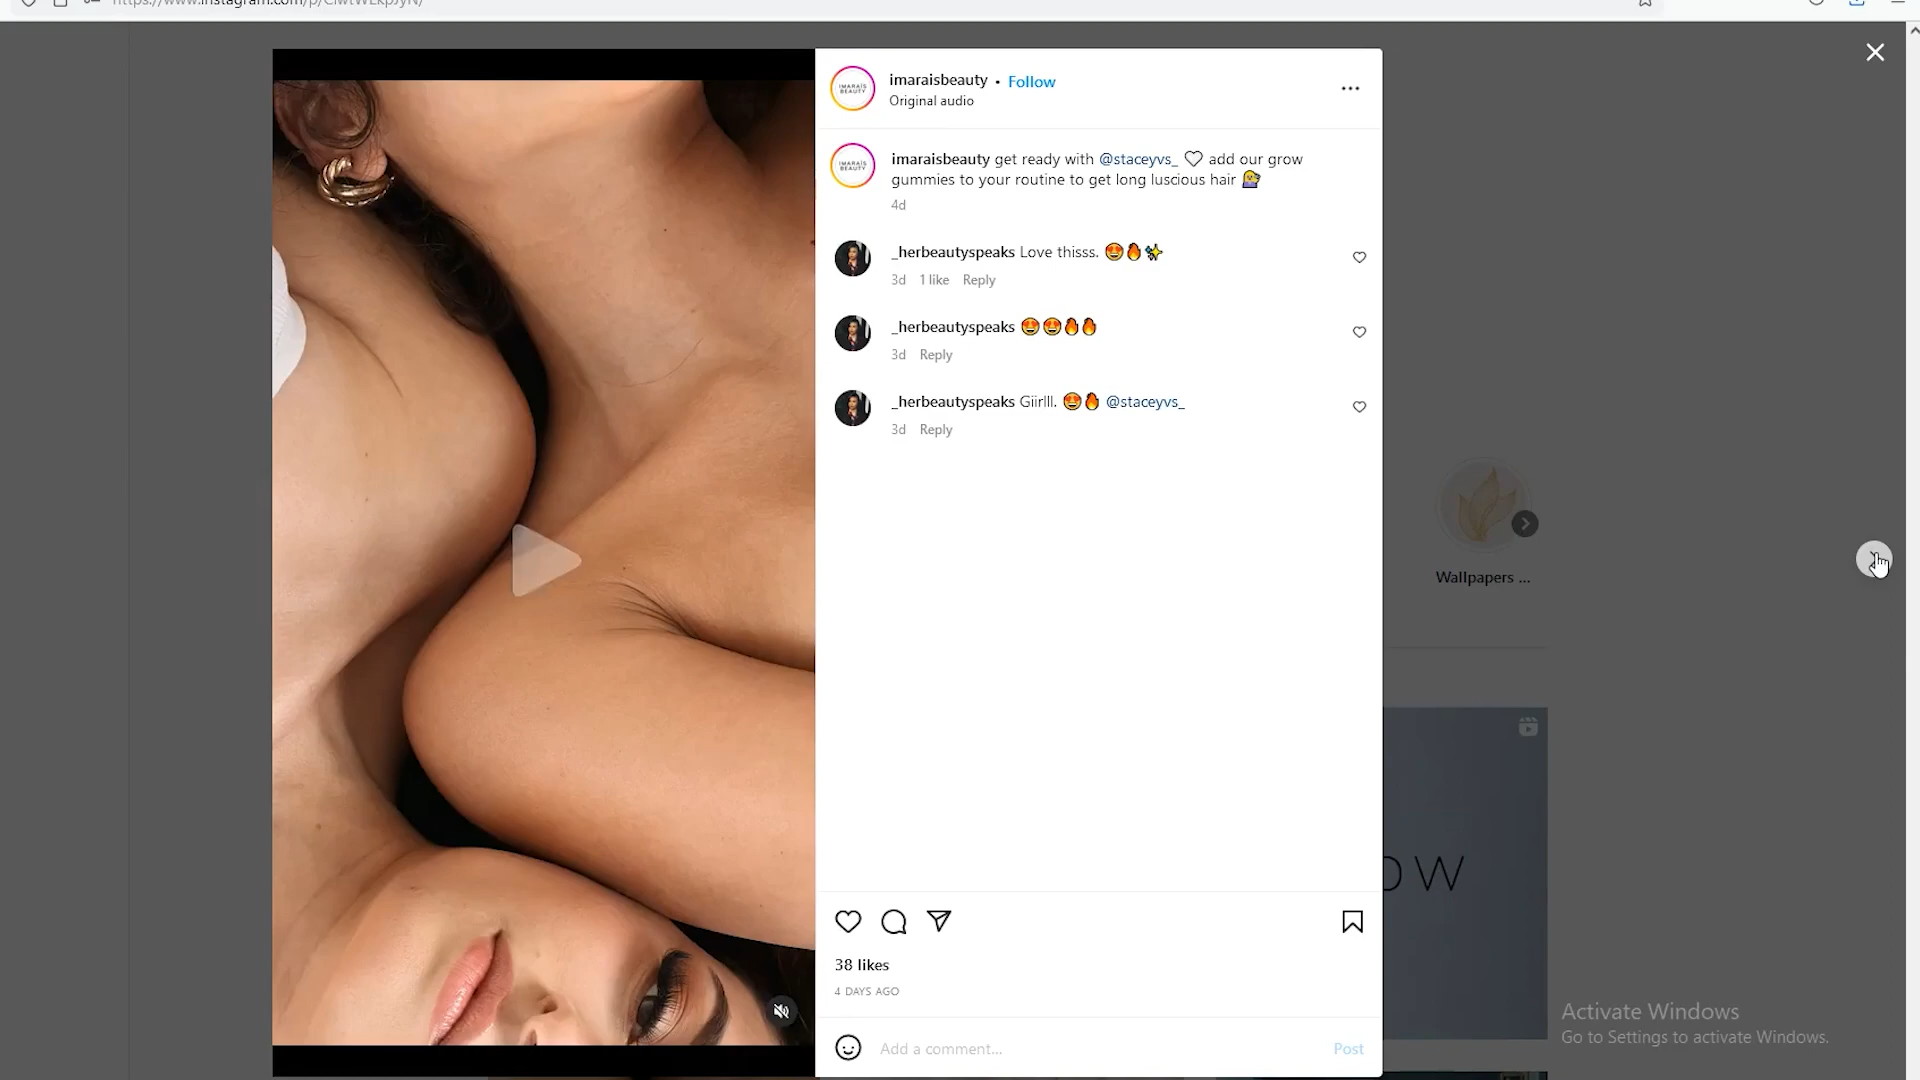 imaraisbeauty • Follow
Original audio
imaraisbeauty get ready with @staceyvs_ 🤍 add our grow
gummies to your routine to get long luscious hair 💇‍♀️
4d
_herbeautyspeaks Love thisss. 😍🔥✨
3d 1 like Reply
_herbeautyspeaks 😍😍🔥🔥
3d Reply
_herbeautyspeaks Giirlll. 😍🔥 @staceyvs_
3d Reply
Wallpapers ...
OW
38 likes
4 DAYS AGO
Add a comment...
Post
Activate Windows
Go to Settings to activate Windows.